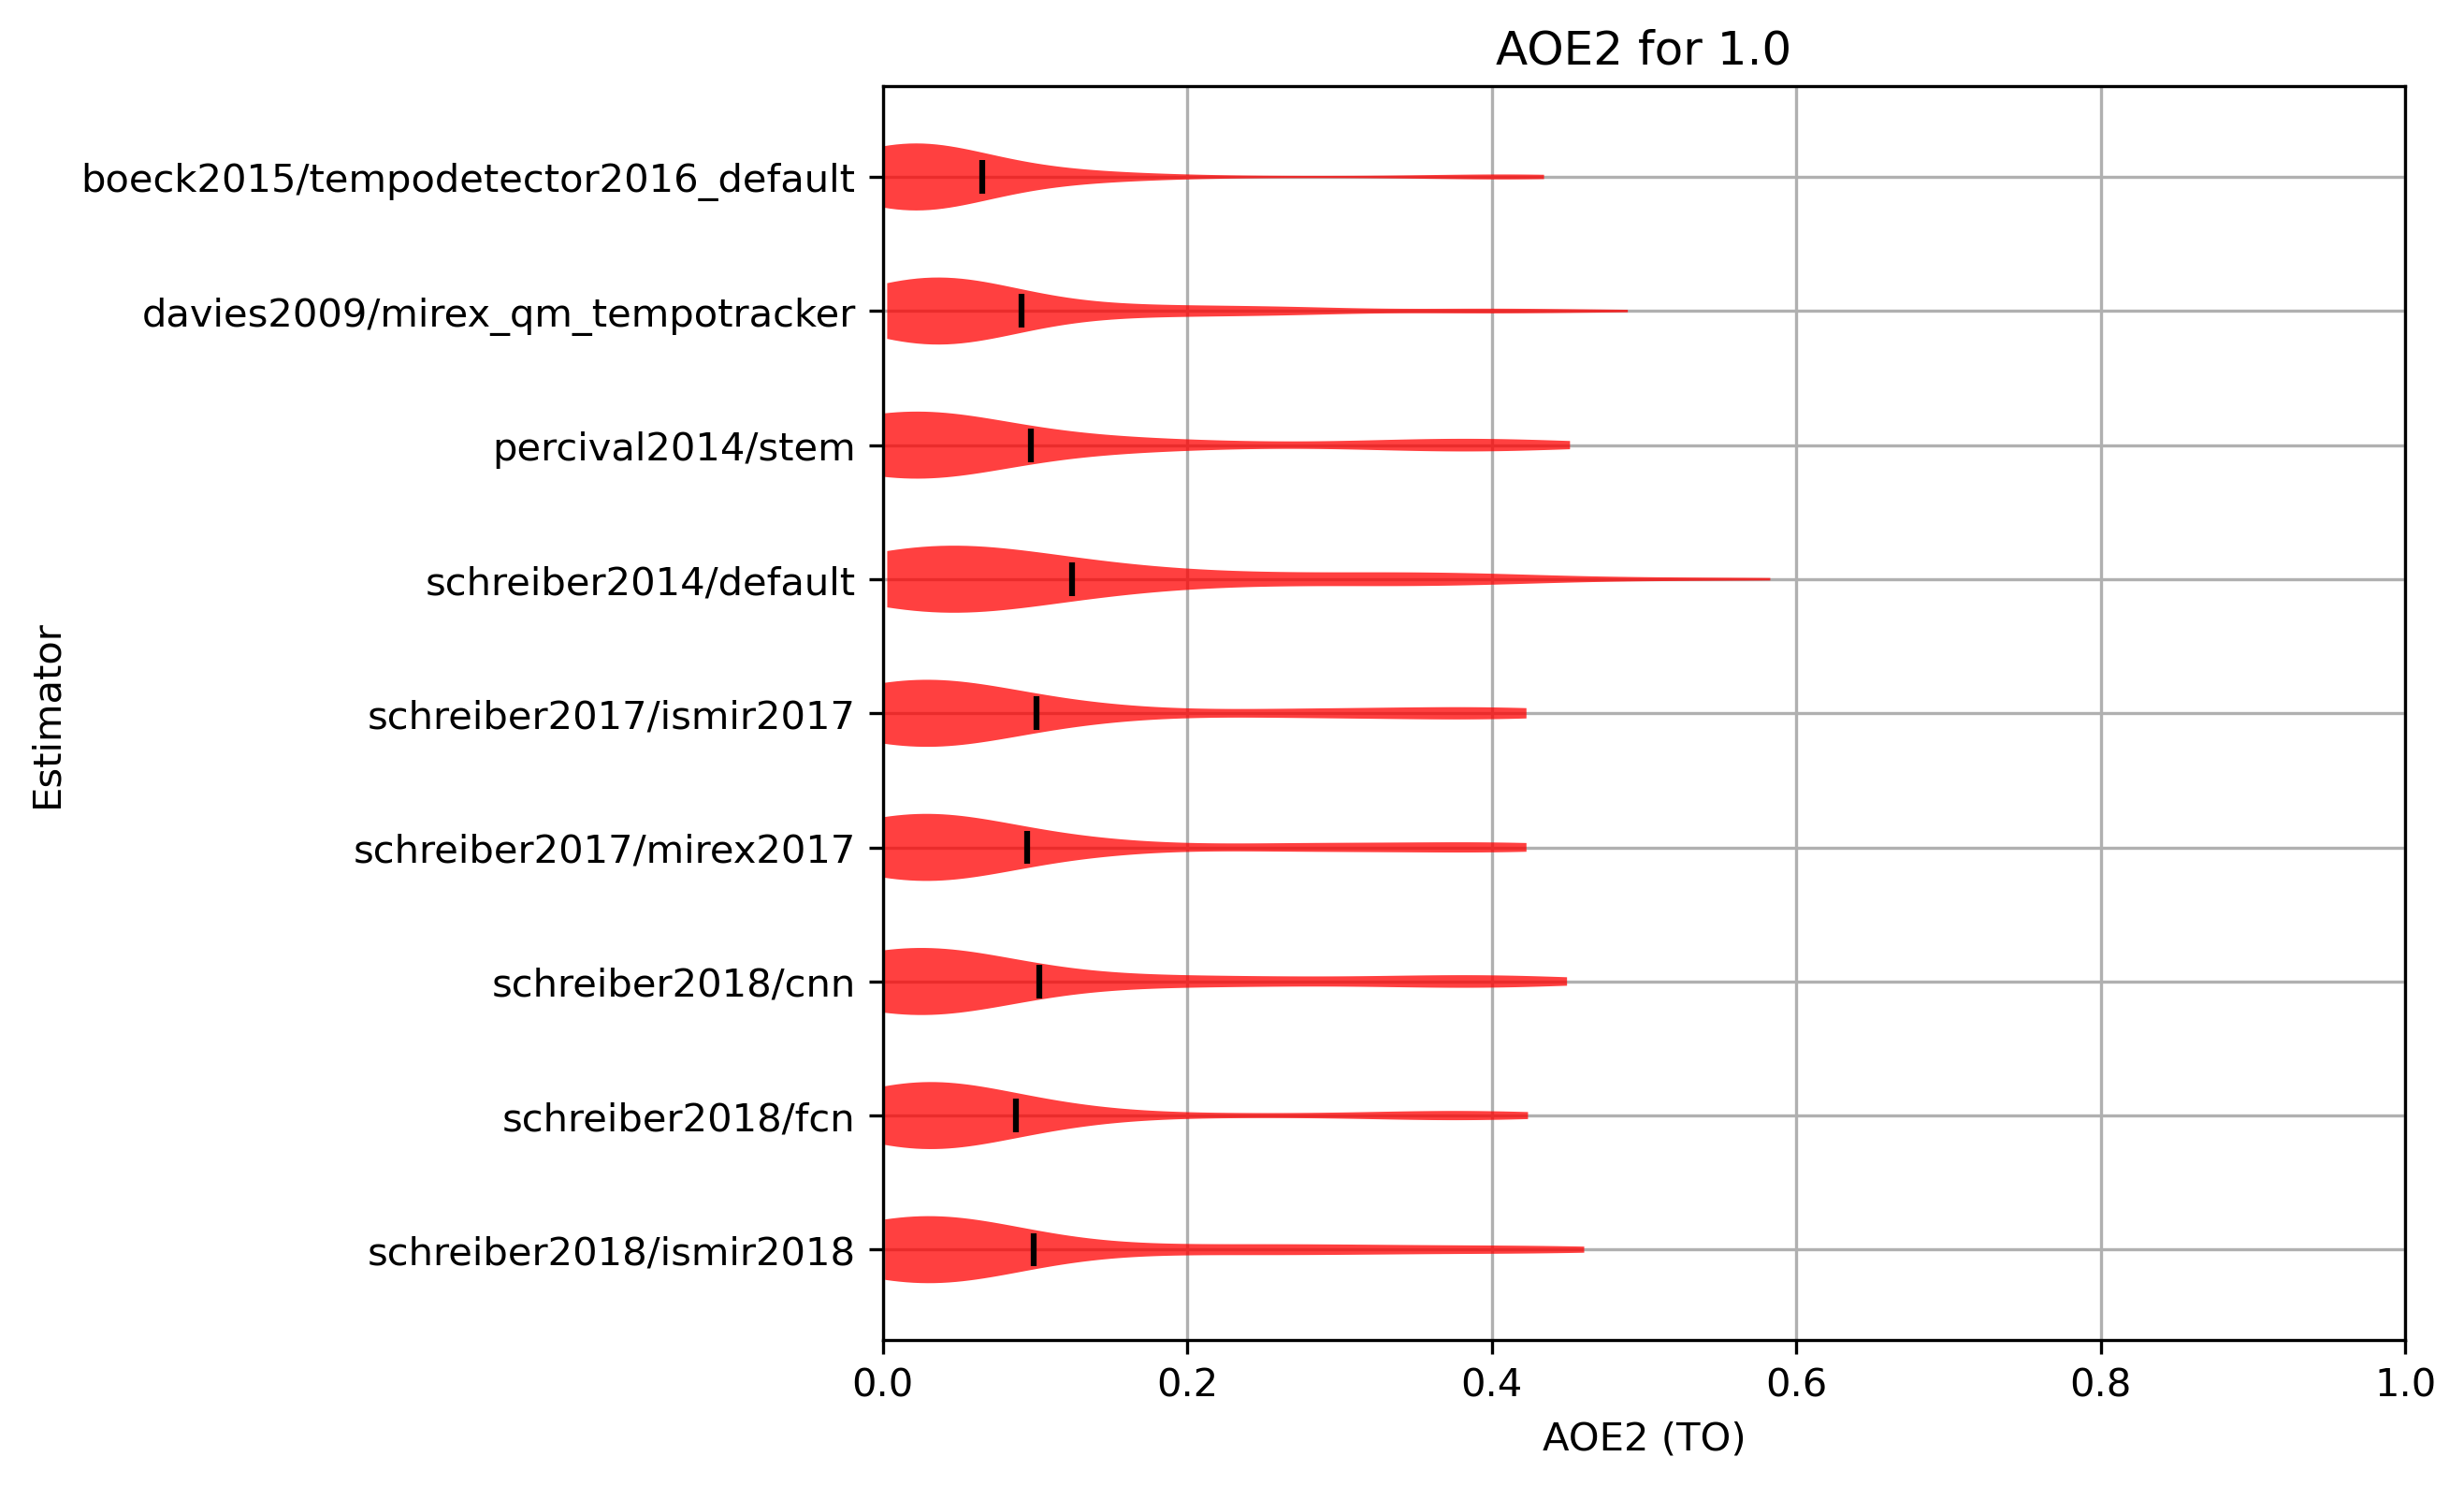 AOE2 for 1.0
boeck2015/tempodetector2016_default
davies2009/mirex_qm_tempotracker
percival2014/stem
schreiber2014/default
schreiber2017/ismir2017
schreiber2017/mirex2017
schreiber2018/cnn
schreiber2018/fcn
schreiber2018/ismir2018
Estimator
0.0 0.2 0.4 0.6 0.8 1.0
AOE2 (TO)